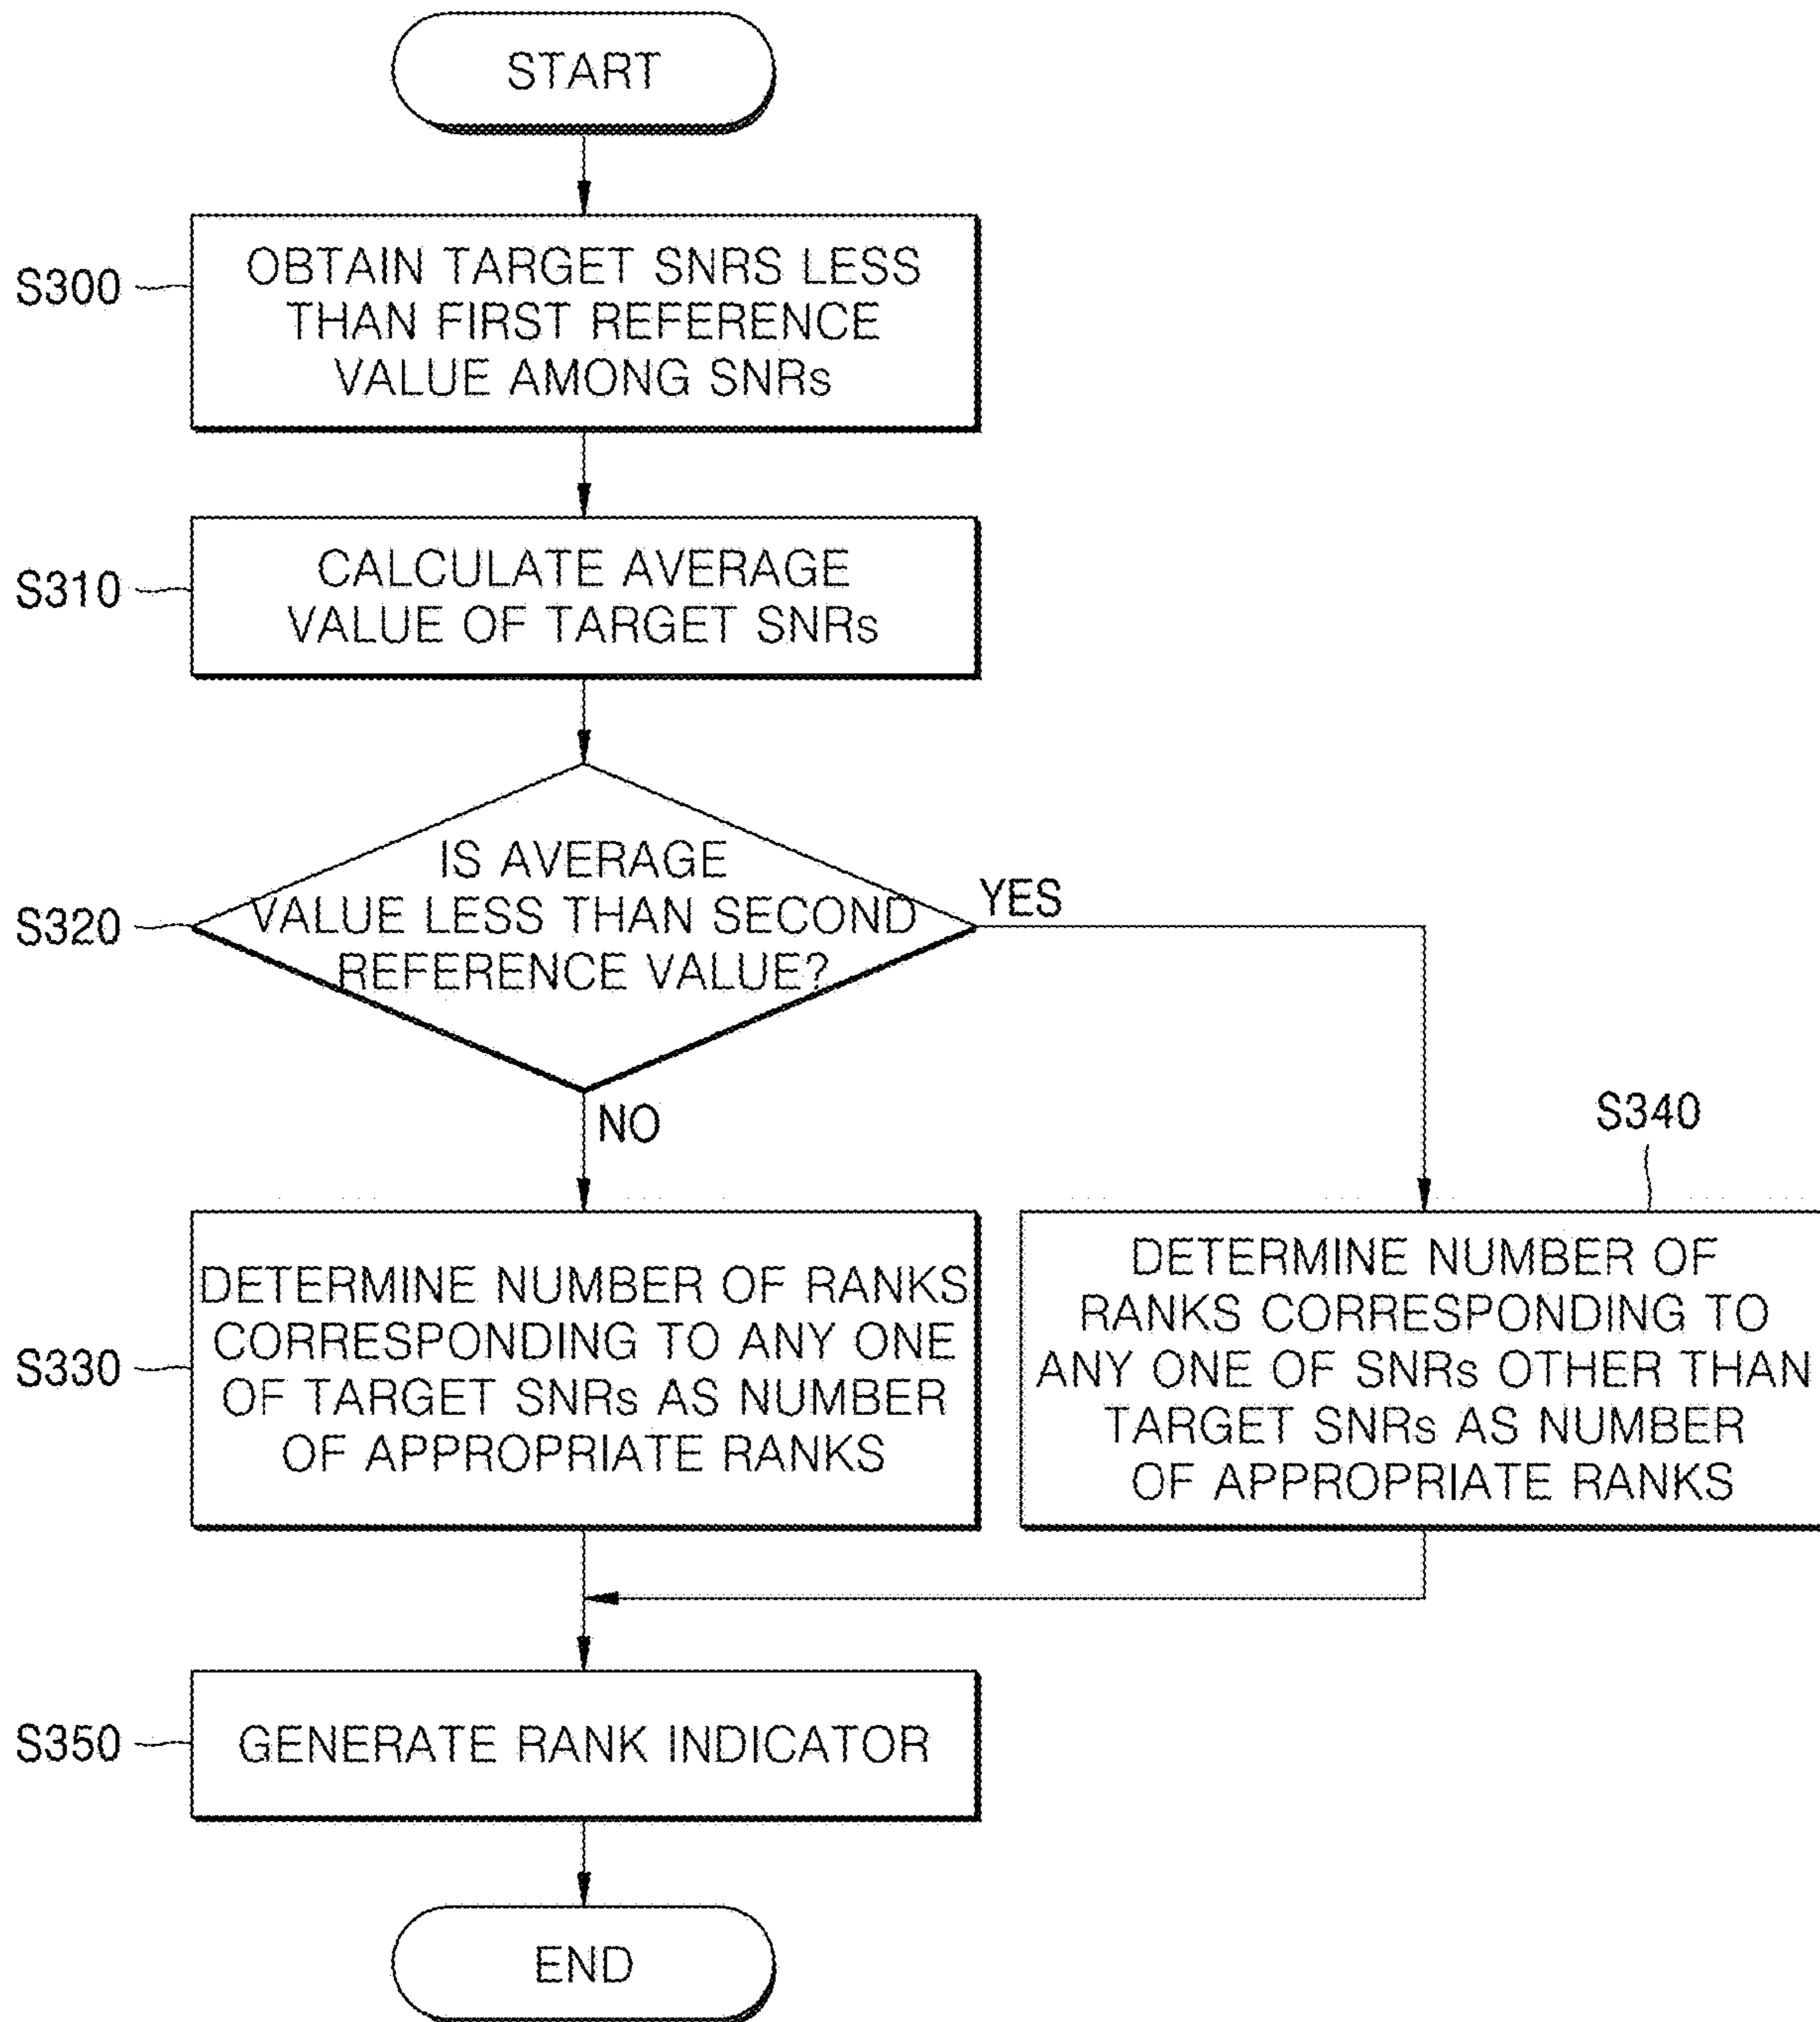 START
S300
OBTAIN TARGET SNRS LESS
THAN FIRST REFERENCE
VALUE AMONG SNRs
S310
CALCULATE AVERAGE
VALUE OF TARGET SNRs
S320
IS AVERAGE
VALUE LESS THAN SECOND
REFERENCE VALUE?
YES
NO
S330
DETERMINE NUMBER OF RANKS
CORRESPONDING TO ANY ONE
OF TARGET SNRs AS NUMBER
OF APPROPRIATE RANKS
S340
DETERMINE NUMBER OF
RANKS CORRESPONDING TO
ANY ONE OF SNRs OTHER THAN
TARGET SNRs AS NUMBER
OF APPROPRIATE RANKS
S350
GENERATE RANK INDICATOR
END